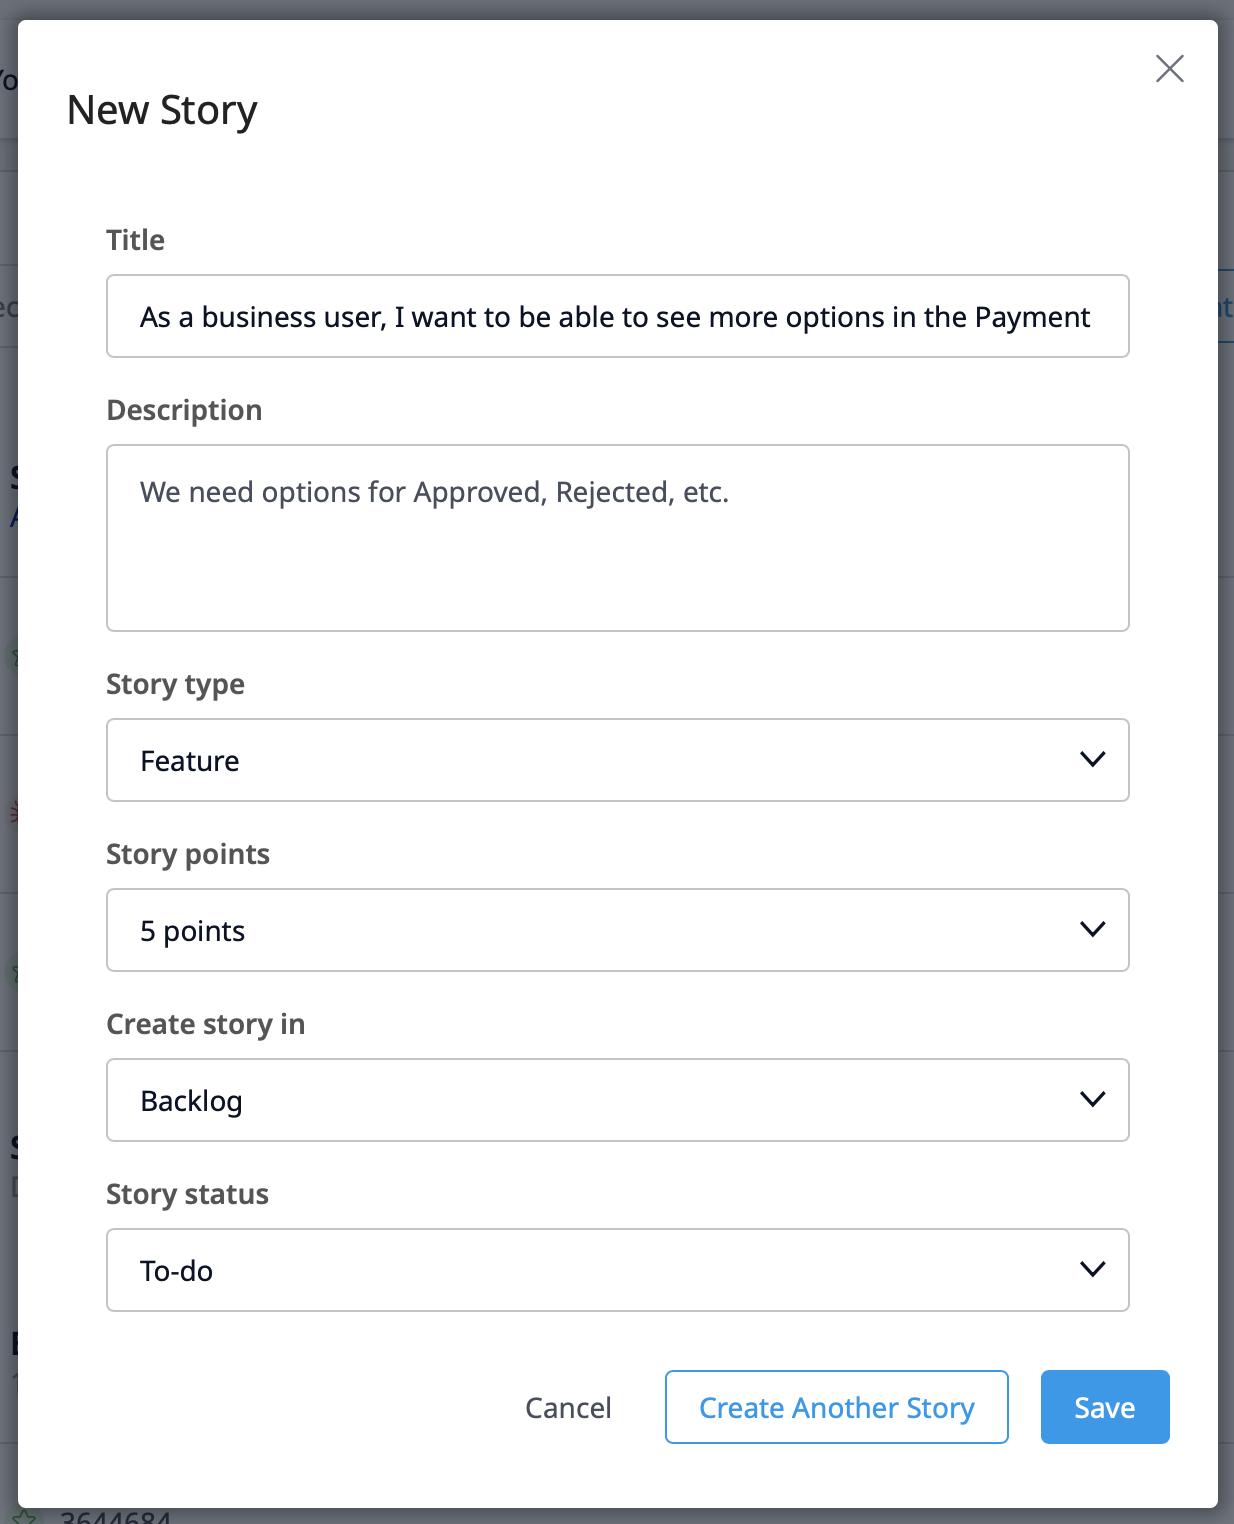 New Story
Title
As a business user, I want to be able to see more options in the Payment
Description
We need options for Approved, Rejected, etc.
Story type
Feature
Story points
5 points
Create story in
Backlog
Story status
To-do
Cancel
Create Another Story
Save
3644684